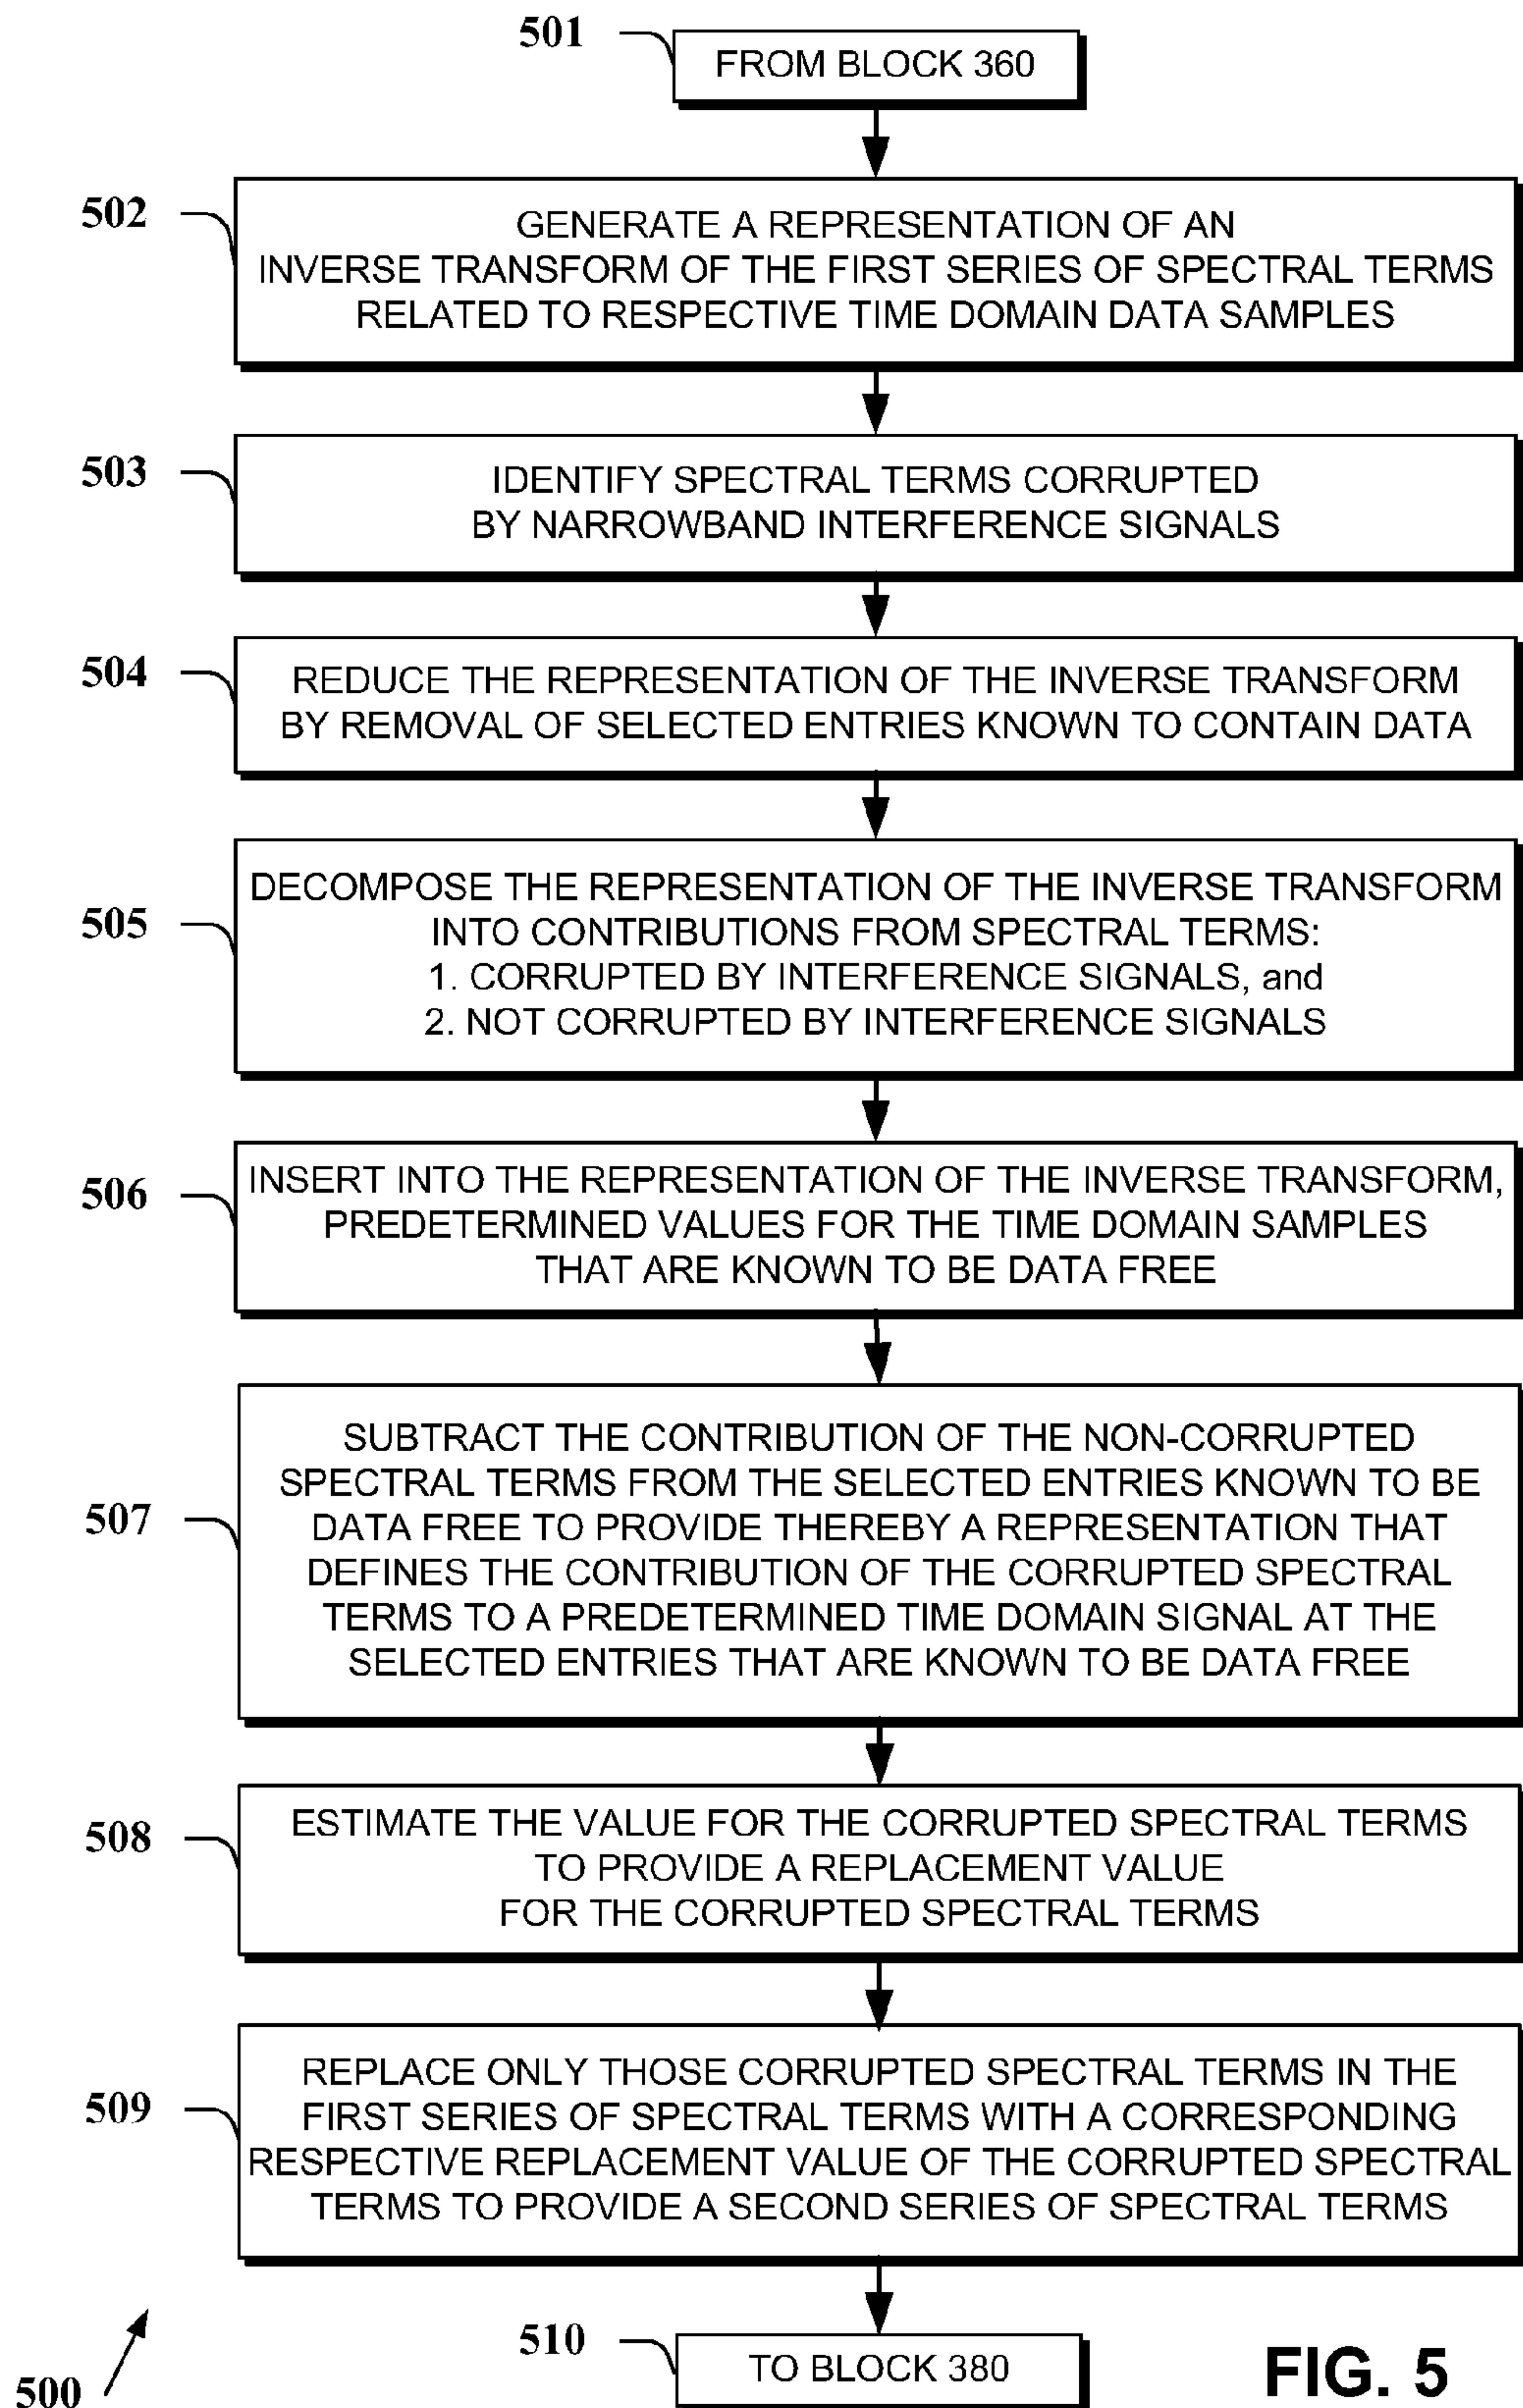 501
FROM BLOCK 360
502
GENERATE A REPRESENTATION OF AN
INVERSE TRANSFORM OF THE FIRST SERIES OF SPECTRAL TERMS
RELATED TO RESPECTIVE TIME DOMAIN DATA SAMPLES
503
IDENTIFY SPECTRAL TERMS CORRUPTED
BY NARROWBAND INTERFERENCE SIGNALS
504
REDUCE THE REPRESENTATION OF THE INVERSE TRANSFORM
BY REMOVAL OF SELECTED ENTRIES KNOWN TO CONTAIN DATA
505
DECOMPOSE THE REPRESENTATION OF THE INVERSE TRANSFORM
INTO CONTRIBUTIONS FROM SPECTRAL TERMS:
1. CORRUPTED BY INTERFERENCE SIGNALS, and
2. NOT CORRUPTED BY INTERFERENCE SIGNALS
506
INSERT INTO THE REPRESENTATION OF THE INVERSE TRANSFORM,
PREDETERMINED VALUES FOR THE TIME DOMAIN SAMPLES
THAT ARE KNOWN TO BE DATA FREE
507
SUBTRACT THE CONTRIBUTION OF THE NON-CORRUPTED
SPECTRAL TERMS FROM THE SELECTED ENTRIES KNOWN TO BE
DATA FREE TO PROVIDE THEREBY A REPRESENTATION THAT
DEFINES THE CONTRIBUTION OF THE CORRUPTED SPECTRAL
TERMS TO A PREDETERMINED TIME DOMAIN SIGNAL AT THE
SELECTED ENTRIES THAT ARE KNOWN TO BE DATA FREE
508
ESTIMATE THE VALUE FOR THE CORRUPTED SPECTRAL TERMS
TO PROVIDE A REPLACEMENT VALUE
FOR THE CORRUPTED SPECTRAL TERMS
509
REPLACE ONLY THOSE CORRUPTED SPECTRAL TERMS IN THE
FIRST SERIES OF SPECTRAL TERMS WITH A CORRESPONDING
RESPECTIVE REPLACEMENT VALUE OF THE CORRUPTED SPECTRAL
TERMS TO PROVIDE A SECOND SERIES OF SPECTRAL TERMS
510
TO BLOCK 380
500
FIG. 5